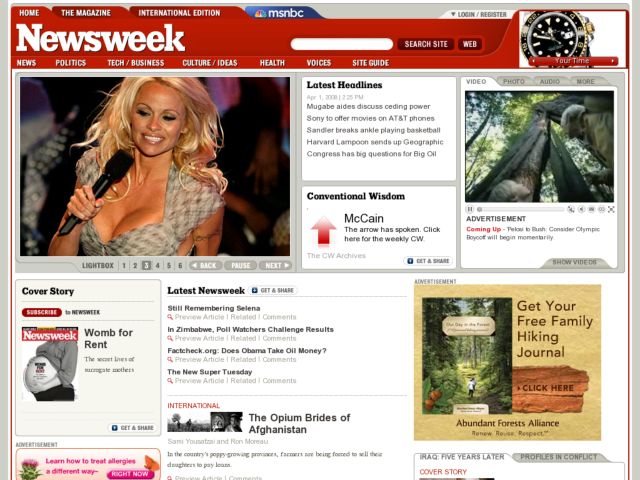 HOME
THE MAGAZINE
INTERNATIONAL EDITION
msnbc
LOGIN / REGISTER
Newsweek
SEARCH SITE
WEB
Your Time
NEWS
POLITICS
TECH / BUSINESS
CULTURE / IDEAS
HEALTH
VOICES
SITE GUIDE
LIGHTBOX 1 2 3 4 5 6 BACK PAUSE NEXT
Latest Headlines
Apr 1, 2008 | 2:25 PM
Mugabe aides discuss ceding power
Sony to offer movies on AT&T phones
Sandler breaks ankle playing basketball
Harvard Lampoon sends up Geographic
Congress has big questions for Big Oil
Conventional Wisdom
McCain
The arrow has spoken. Click
here for the weekly CW.
The CW Archives
GET & SHARE
VIDEO
PHOTO
AUDIO
MORE
ADVERTISEMENT
Coming Up - Pelosi to Bush: Consider Olympic
Boycott will begin momentarily.
SHOW VIDEOS
Cover Story
SUBSCRIBE to NEWSWEEK
Newsweek
WOMB FOR
RENT
Womb for
Rent
The secret lives of
surrogate mothers
GET & SHARE
ADVERTISEMENT
Learn how to treat allergies
a different way–
RIGHT NOW
Latest Newsweek
GET & SHARE
Still Remembering Selena
Preview Article | Related | Comments
In Zimbabwe, Poll Watchers Challenge Results
Preview Article | Related | Comments
Factcheck.org: Does Obama Take Oil Money?
Preview Article | Related | Comments
The New Super Tuesday
Preview Article | Related | Comments
INTERNATIONAL
The Opium Brides of
Afghanistan
Sami Yousafzai and Ron Moreau
In the country's poppy-growing provinces, farmers are being forced to sell their
daughters to pay loans.
Preview Article | Related | Comments
GET & SHARE
ADVERTISEMENT
Our Day in the Forest
Get Your
Free Family
Hiking
Journal
CLICK HERE
Abundant Forests Alliance
Renew. Reuse. Respect.
IRAQ: FIVE YEARS LATER
PROFILES IN CONFLICT
COVER STORY